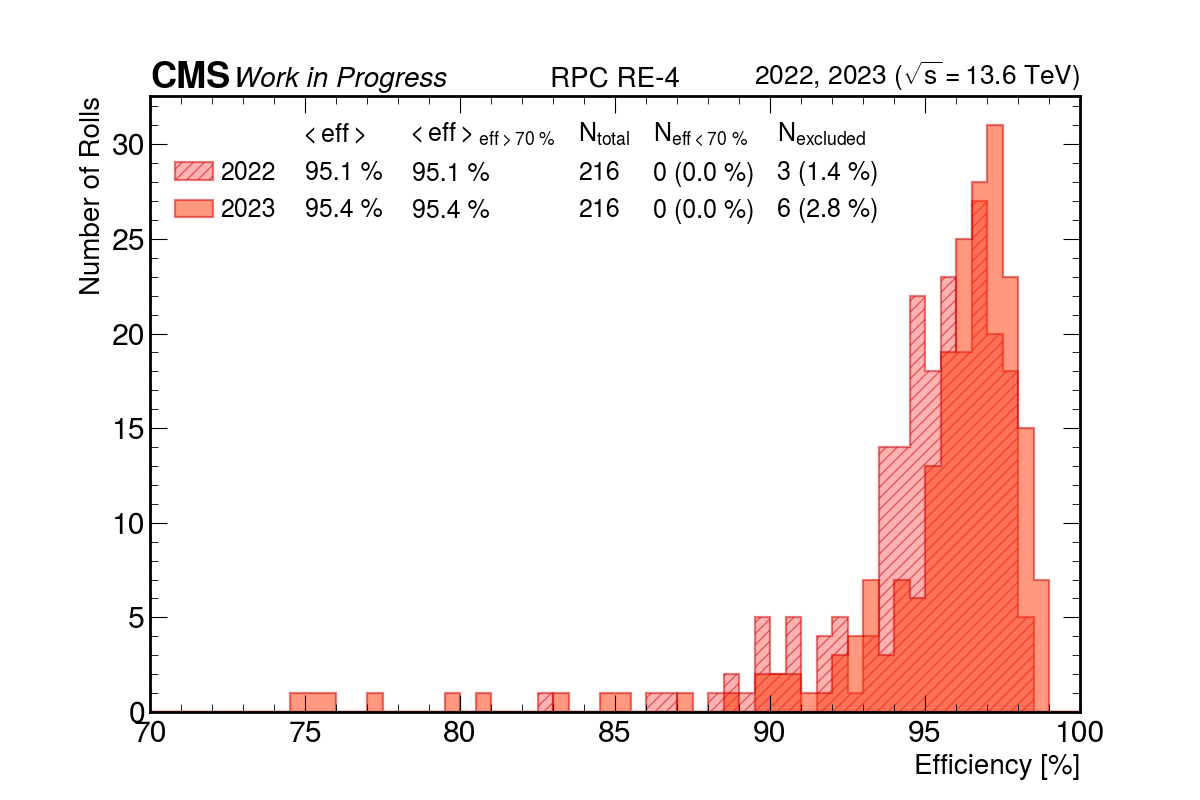 CMS Work in Progress RPC RE-4 2022, 2023 (√s = 13.6 TeV)
Number of Rolls
< eff > < eff > eff > 70 % Ntotal Neff < 70 % Nexcluded
2022 95.1 % 95.1 % 216 0 (0.0 %) 3 (1.4 %)
2023 95.4 % 95.4 % 216 0 (0.0 %) 6 (2.8 %)
30
25
20
15
10
5
0
70 75 80 85 90 95 100
Efficiency [%]